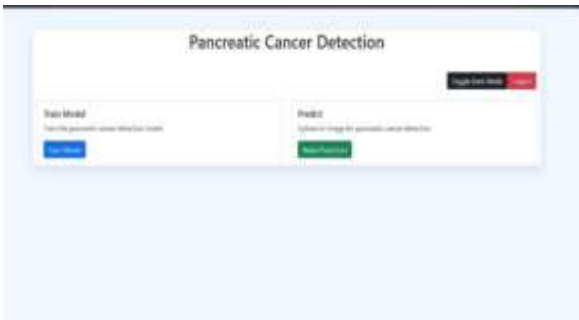 Pancreatic Cancer Detection
Toggle Dark Mode Logout
Train Model
Train the pancreatic cancer detection model
Train Model
Predict
Upload an image for pancreatic cancer detection
Make Prediction